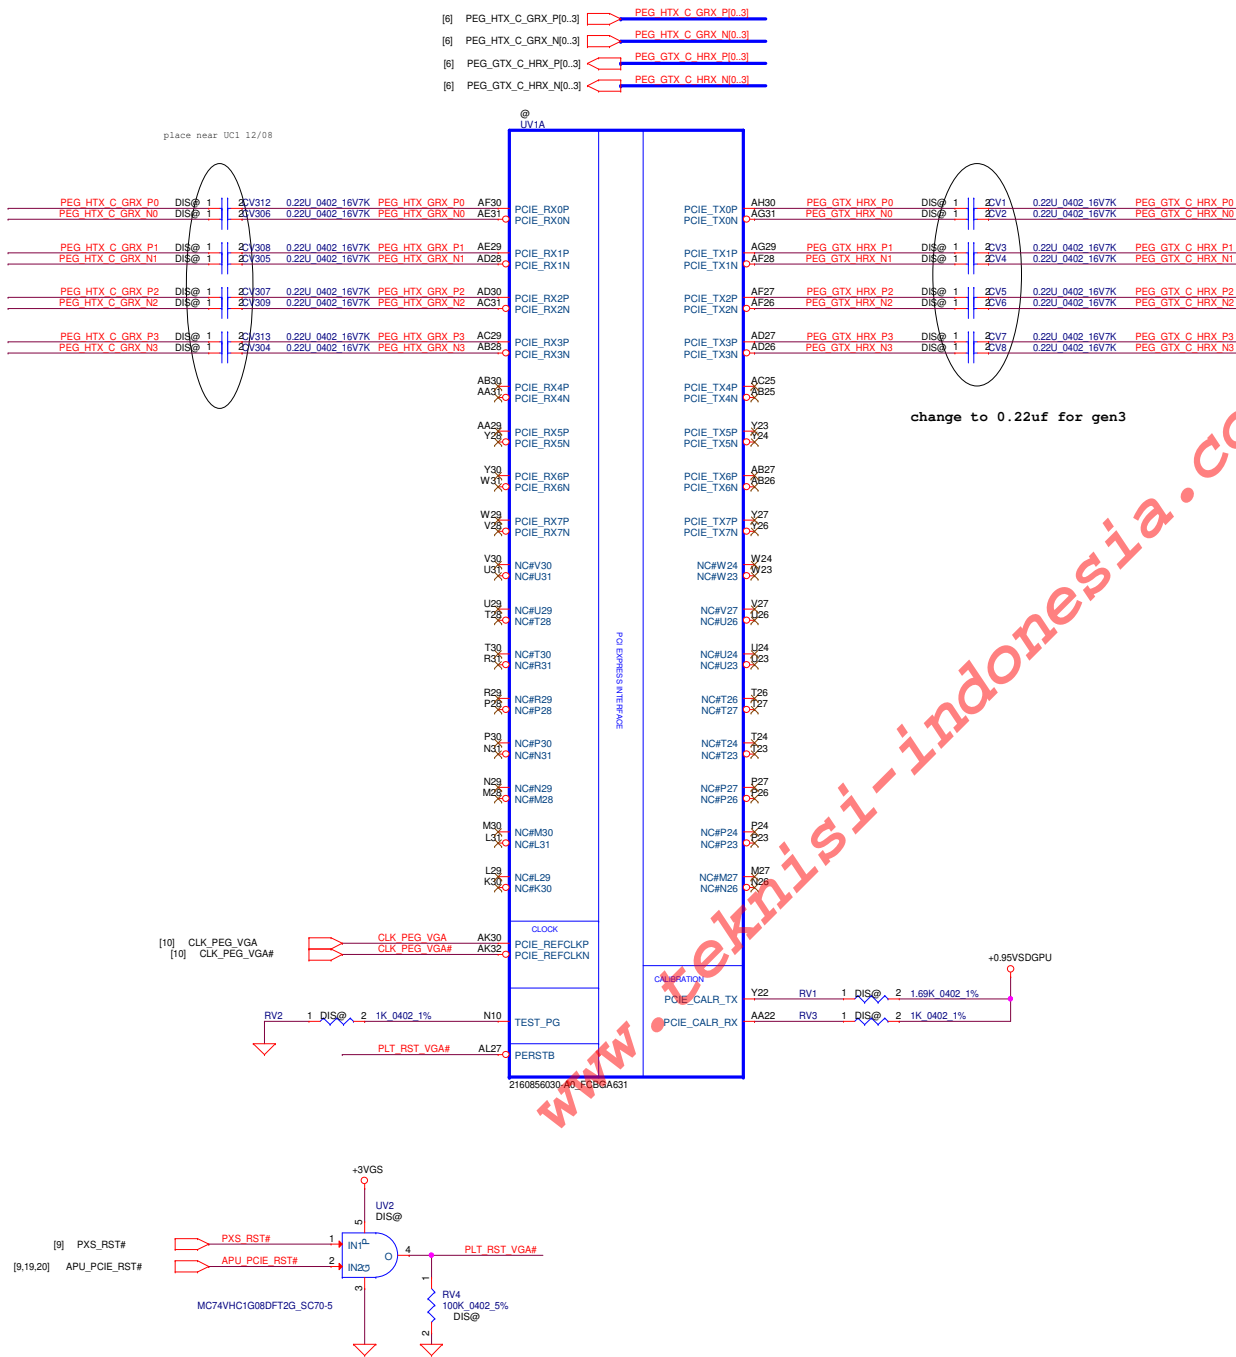 [6] PEG_HTX_C_GRX_P[0..3] PEG_HTX_C_GRX_P[0..3]
[6] PEG_HTX_C_GRX_N[0..3] PEG_HTX_C_GRX_N[0..3]
[6] PEG_GTX_C_HRX_P[0..3] PEG_GTX_C_HRX_P[0..3]
[6] PEG_GTX_C_HRX_N[0..3] PEG_GTX_C_HRX_N[0..3]
@
UV1A
place near UC1 12/08
PEG_HTX_C_GRX_P0 DIS@ 1 2 CV312 0.22U_0402_16V7K PEG_HTX_GRX_P0 AF30 PCIE_RX0P PCIE_TX0P AH30 PEG_GTX_HRX_P0 DIS@ 1 2 CV1 0.22U_0402_16V7K PEG_GTX_C_HRX_P0
PEG_HTX_C_GRX_N0 DIS@ 1 2 CV306 0.22U_0402_16V7K PEG_HTX_GRX_N0 AE31 PCIE_RX0N PCIE_TX0N AG31 PEG_GTX_HRX_N0 DIS@ 1 2 CV2 0.22U_0402_16V7K PEG_GTX_C_HRX_N0
PEG_HTX_C_GRX_P1 DIS@ 1 2 CV308 0.22U_0402_16V7K PEG_HTX_GRX_P1 AE29 PCIE_RX1P PCIE_TX1P AG29 PEG_GTX_HRX_P1 DIS@ 1 2 CV3 0.22U_0402_16V7K PEG_GTX_C_HRX_P1
PEG_HTX_C_GRX_N1 DIS@ 1 2 CV305 0.22U_0402_16V7K PEG_HTX_GRX_N1 AD28 PCIE_RX1N PCIE_TX1N AF28 PEG_GTX_HRX_N1 DIS@ 1 2 CV4 0.22U_0402_16V7K PEG_GTX_C_HRX_N1
PEG_HTX_C_GRX_P2 DIS@ 1 2 CV307 0.22U_0402_16V7K PEG_HTX_GRX_P2 AD30 PCIE_RX2P PCIE_TX2P AF27 PEG_GTX_HRX_P2 DIS@ 1 2 CV5 0.22U_0402_16V7K PEG_GTX_C_HRX_P2
PEG_HTX_C_GRX_N2 DIS@ 1 2 CV309 0.22U_0402_16V7K PEG_HTX_GRX_N2 AC31 PCIE_RX2N PCIE_TX2N AF26 PEG_GTX_HRX_N2 DIS@ 1 2 CV6 0.22U_0402_16V7K PEG_GTX_C_HRX_N2
PEG_HTX_C_GRX_P3 DIS@ 1 2 CV313 0.22U_0402_16V7K PEG_HTX_GRX_P3 AC29 PCIE_RX3P PCIE_TX3P AD27 PEG_GTX_HRX_P3 DIS@ 1 2 CV7 0.22U_0402_16V7K PEG_GTX_C_HRX_P3
PEG_HTX_C_GRX_N3 DIS@ 1 2 CV304 0.22U_0402_16V7K PEG_HTX_GRX_N3 AB28 PCIE_RX3N PCIE_TX3N AD26 PEG_GTX_HRX_N3 DIS@ 1 2 CV8 0.22U_0402_16V7K PEG_GTX_C_HRX_N3
AB30 PCIE_RX4P PCIE_TX4P AC25
AA31 PCIE_RX4N PCIE_TX4N AB25
change to 0.22uf for gen3
AA29 PCIE_RX5P PCIE_TX5P Y23
Y28 PCIE_RX5N PCIE_TX5N Y24
Y30 PCIE_RX6P PCIE_TX6P AB27
W31 PCIE_RX6N PCIE_TX6N AB26
W29 PCIE_RX7P PCIE_TX7P Y27
V28 PCIE_RX7N PCIE_TX7N Y26
V30 NC#V30 NC#W24 W24
U31 NC#U31 NC#W23 W23
U29 NC#U29 NC#V27 V27
T28 NC#T28 NC#U26 U26
T30 NC#T30 NC#U24 U24
R31 NC#R31 NC#U23 U23
PCI EXPRESS INTERFACE
R29 NC#R29 NC#T26 T26
P28 NC#P28 NC#T27 T27
P30 NC#P30 NC#T24 T24
N31 NC#N31 NC#T23 T23
N29 NC#N29 NC#P27 P27
M28 NC#M28 NC#P26 P26
M30 NC#M30 NC#P24 P24
L31 NC#L31 NC#P23 P23
L29 NC#L29 NC#M27 M27
K30 NC#K30 NC#N26 N26
CLOCK
[10] CLK_PEG_VGA CLK_PEG_VGA AK30 PCIE_REFCLKP
[10] CLK_PEG_VGA# CLK_PEG_VGA# AK32 PCIE_REFCLKN
+0.95VSDGPU
CALIBRATION
PCIE_CALR_TX Y22 RV1 1 DIS@ 2 1.69K_0402_1%
RV2 1 DIS@ 2 1K_0402_1% N10 TEST_PG PCIE_CALR_RX AA22 RV3 1 DIS@ 2 1K_0402_1%
PLT_RST_VGA# AL27 PERSTB
2160856030-A0_FCBGA631
www.teknisi-indonesia.co
+3VGS
UV2
DIS@
5
[9] PXS_RST# PXS_RST# 1 IN1 P
O 4 PLT_RST_VGA#
[9,19,20] APU_PCIE_RST# APU_PCIE_RST# 2 IN2 G
3
1
RV4
MC74VHC1G08DFT2G_SC70-5 100K_0402_5%
DIS@
2